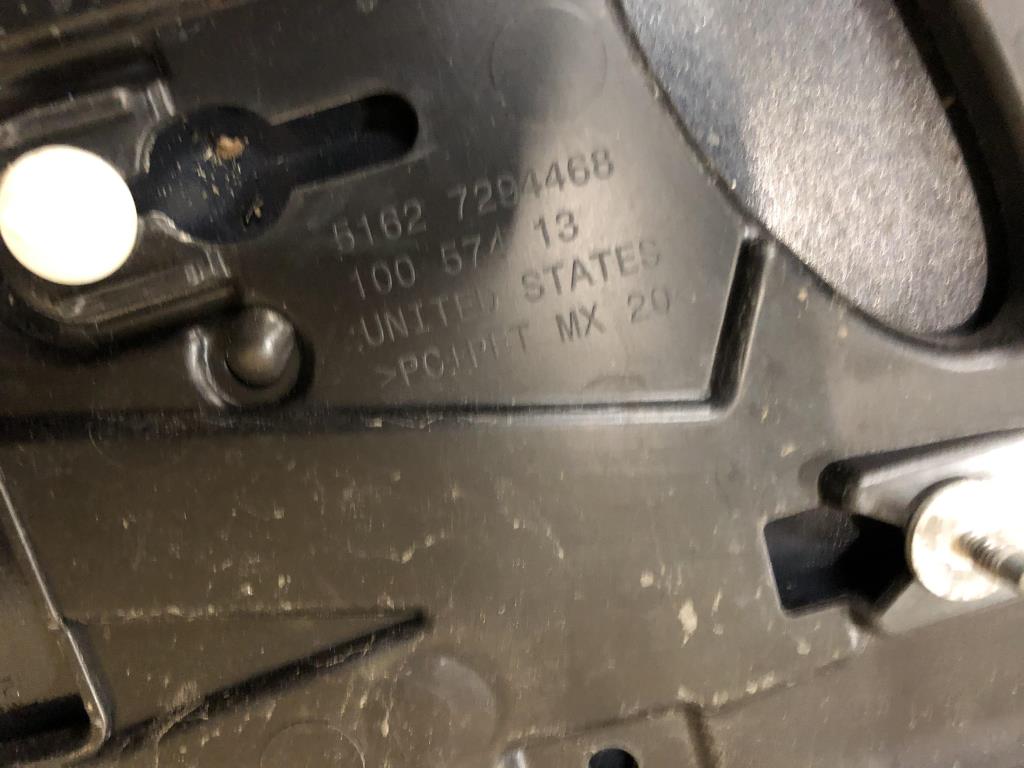 5162 7294468
100 574 13
UNITED STATES
>PC+PET MX 20